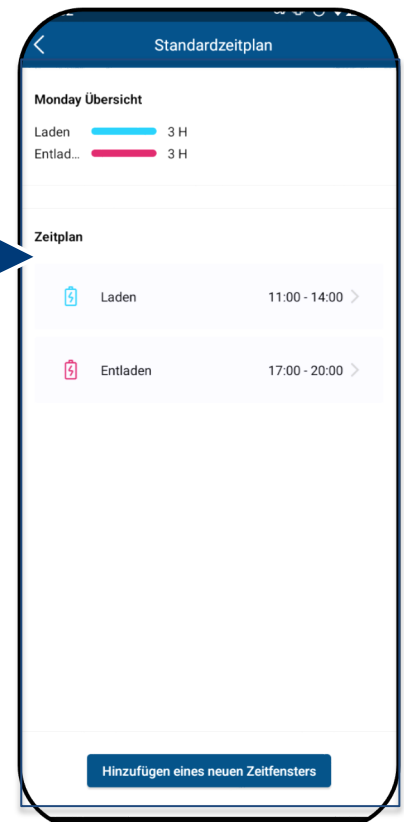 Standardzeitplan
Monday Übersicht
Laden 3 H
Entlad... 3 H
Zeitplan
Laden 11:00 - 14:00
Entladen 17:00 - 20:00
Hinzufügen eines neuen Zeitfensters